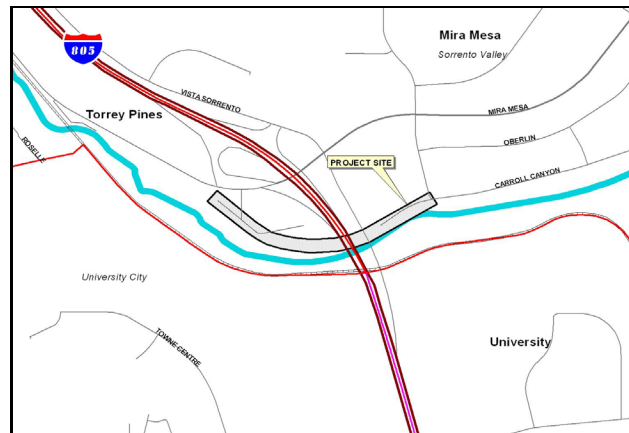 805
Mira Mesa
Sorrento Valley
VISTA SORRENTO
Torrey Pines
MIRA MESA
OBERLIN
ROSELLE
PROJECT SITE
CARROLL CANYON
University City
TOWNE CENTRE
University